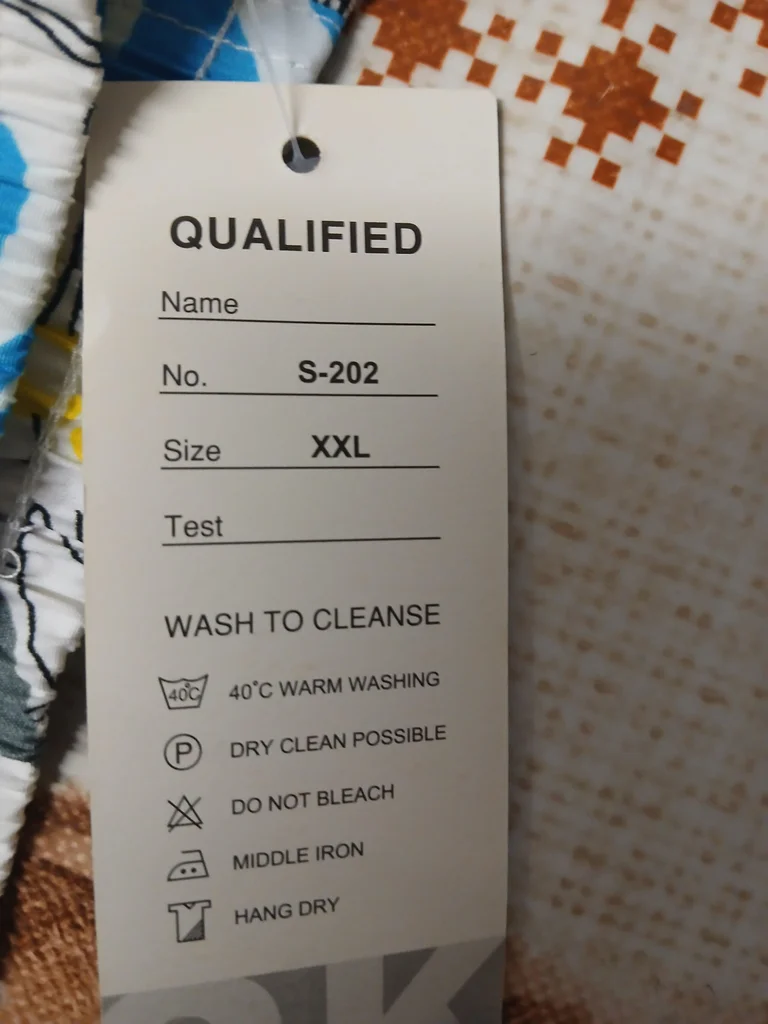 QUALIFIED
Name
No. S-202
Size XXL
Test
WASH TO CLEANSE
40°C 40°C WARM WASHING
P DRY CLEAN POSSIBLE
DO NOT BLEACH
MIDDLE IRON
HANG DRY